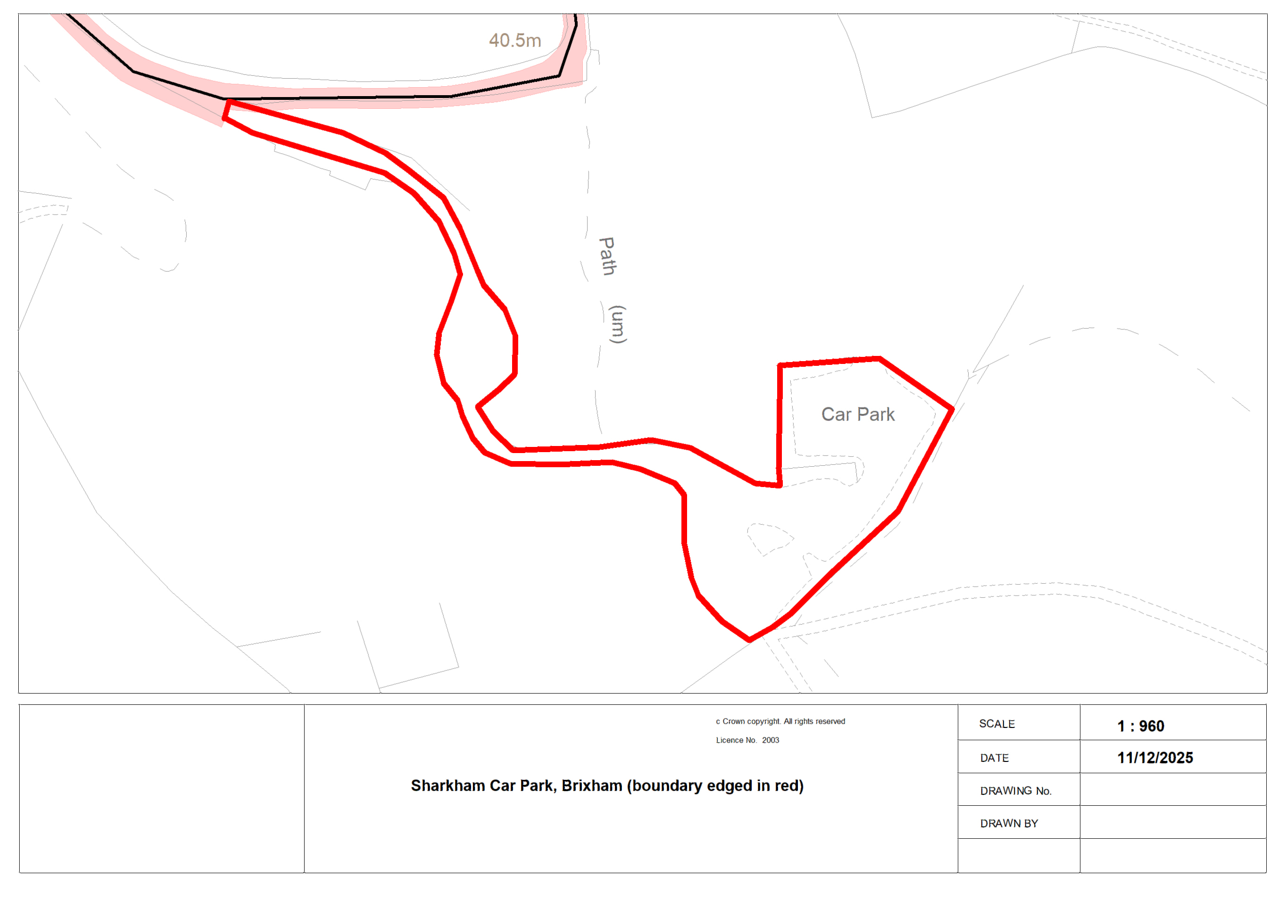 40.5m
Path (um)
Car Park
c Crown copyright. All rights reserved
Licence No. 2003
Sharkham Car Park, Brixham (boundary edged in red)
SCALE 1 : 960
DATE 11/12/2025
DRAWING No.
DRAWN BY